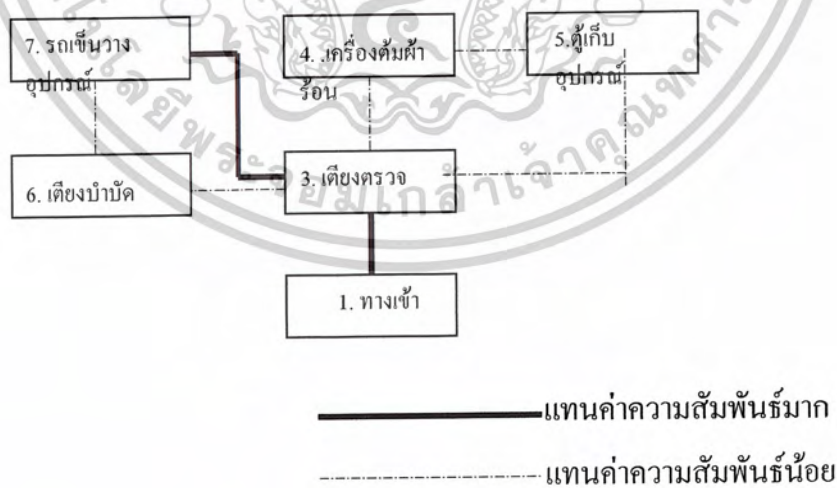 7. รถเข็นวาง
อุปกรณ์
4. .เครื่องต้มผ้า
ร้อน
5.ตู้เก็บ
อุปกรณ์
6. เตียงบำบัด
3. เตียงตรวจ
1. ทางเข้า
แทนค่าความสัมพันธ์มาก
แทนค่าความสัมพันธ์น้อย